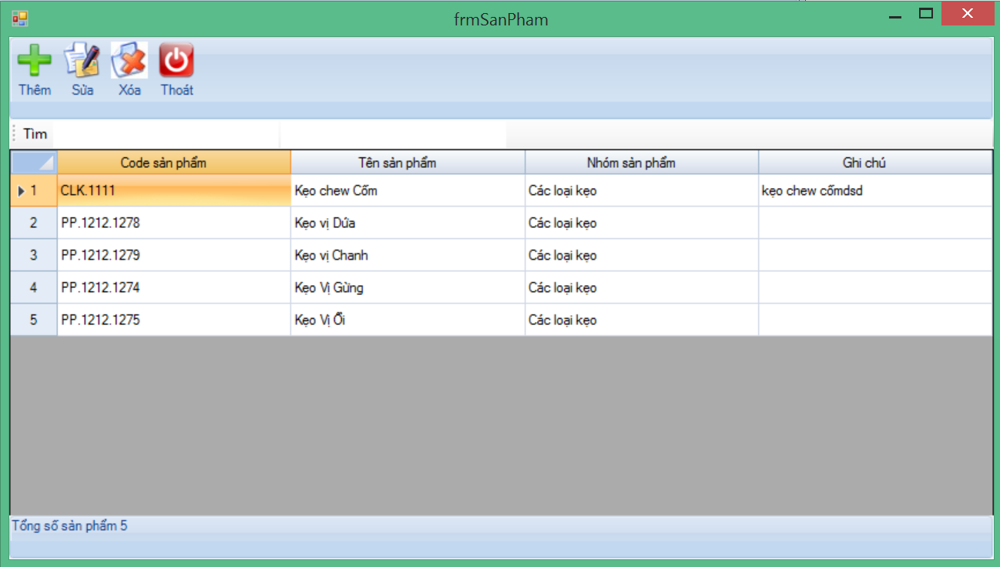 frmSanPham
Thêm Sửa Xóa Thoát
Tìm
Code sản phẩm Tên sản phẩm Nhóm sản phẩm Ghi chú
1 CLK.1111 Kẹo chew Cốm Các loại kẹo kẹo chew cốmdsd
2 PP.1212.1278 Kẹo vị Dứa Các loại kẹo
3 PP.1212.1279 Kẹo vị Chanh Các loại kẹo
4 PP.1212.1274 Kẹo Vị Gừng Các loại kẹo
5 PP.1212.1275 Kẹo Vị Ổi Các loại kẹo
Tổng số sản phẩm 5